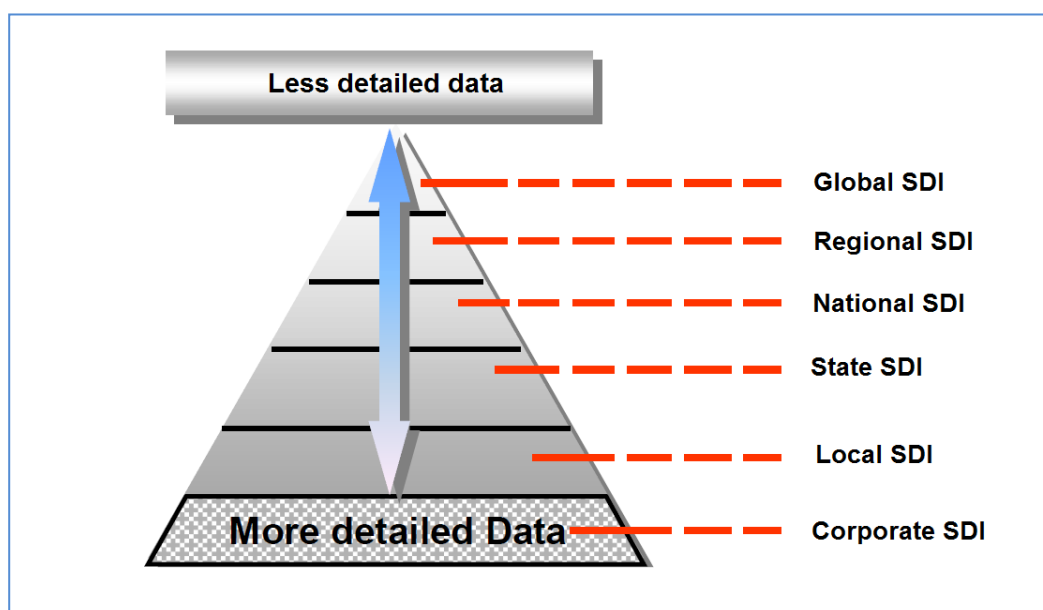 Less detailed data
Global SDI
Regional SDI
National SDI
State SDI
Local SDI
More detailed Data
Corporate SDI